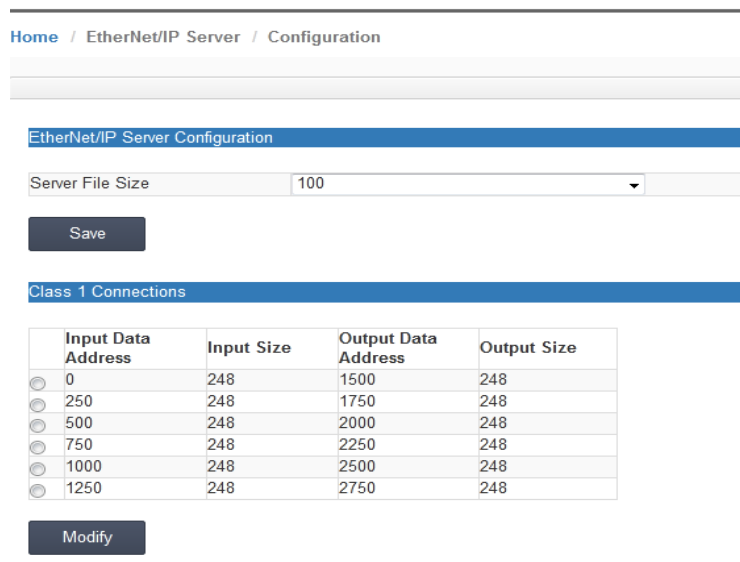 Home / EtherNet/IP Server / Configuration
EtherNet/IP Server Configuration
Server File Size 100
Save
Class 1 Connections
Input Data Address Input Size Output Data Address Output Size
0 248 1500 248
250 248 1750 248
500 248 2000 248
750 248 2250 248
1000 248 2500 248
1250 248 2750 248
Modify